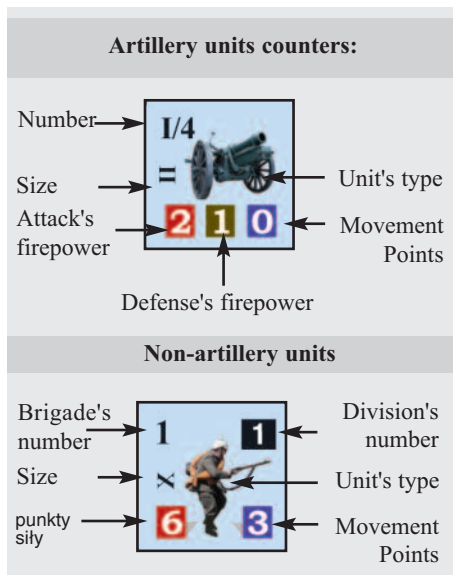 Artillery units counters:
Number
I/4
Size
II
Unit's type
Attack's
firepower
2 1 0
Movement
Points
Defense's firepower
Non-artillery units
Brigade's
number
1
1
Division's
number
Size
x
Unit's type
punkty
siły
6
3
Movement
Points